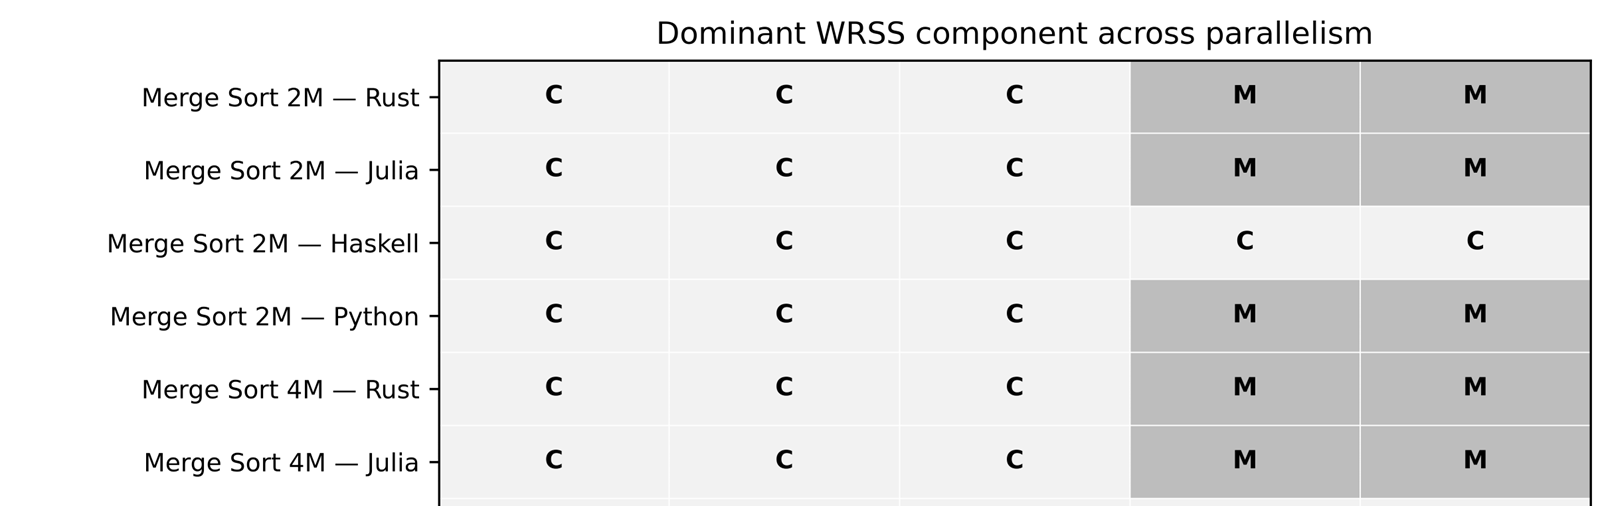 Dominant WRSS component across parallelism
Merge Sort 2M — Rust C C C M M
Merge Sort 2M — Julia C C C M M
Merge Sort 2M — Haskell C C C C C
Merge Sort 2M — Python C C C M M
Merge Sort 4M — Rust C C C M M
Merge Sort 4M — Julia C C C M M